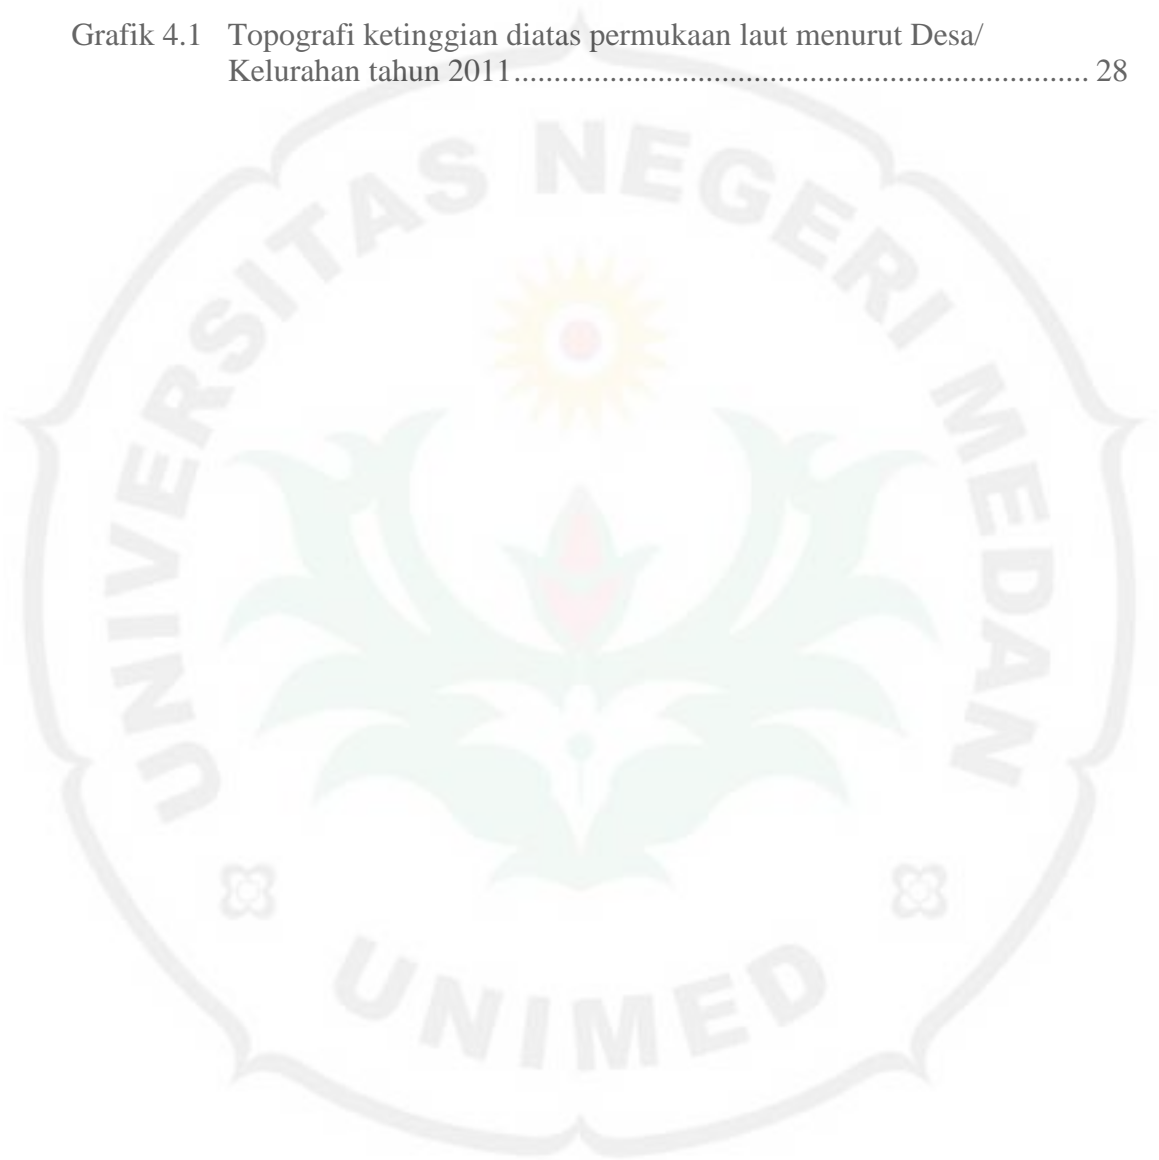 Grafik 4.1 Topografi ketinggian diatas permukaan laut menurut Desa/
Kelurahan tahun 2011.......................................................................... 28
UNIVERSITAS NEGERI MEDAN
UNIMED